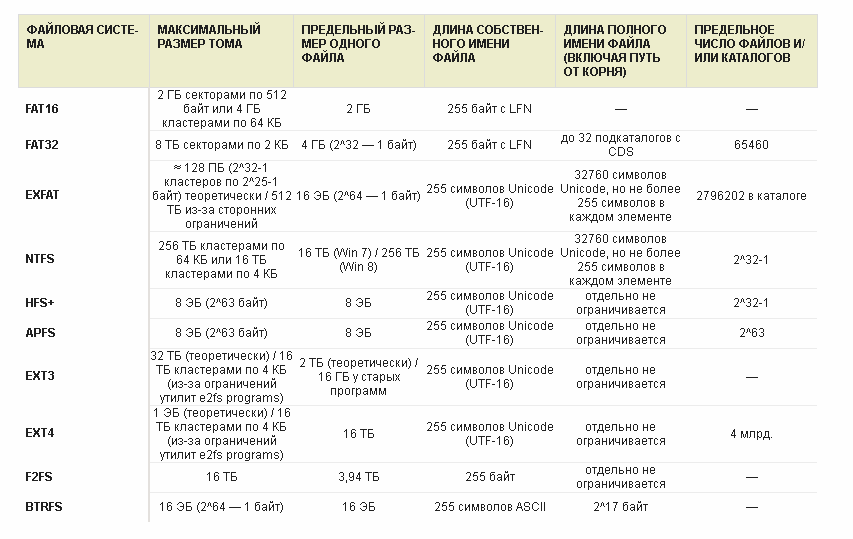 ФАЙЛОВАЯ СИСТЕ-
МА
МАКСИМАЛЬНЫЙ
РАЗМЕР ТОМА
ПРЕДЕЛЬНЫЙ РАЗ-
МЕР ОДНОГО
ФАЙЛА
ДЛИНА СОБСТВЕН-
НОГО ИМЕНИ
ФАЙЛА
ДЛИНА ПОЛНОГО
ИМЕНИ ФАЙЛА
(ВКЛЮЧАЯ ПУТЬ
ОТ КОРНЯ)
ПРЕДЕЛЬНОЕ
ЧИСЛО ФАЙЛОВ И/
ИЛИ КАТАЛОГОВ
FAT16
2 ГБ секторами по 512
байт или 4 ГБ
кластерами по 64 КБ
2 ГБ
255 байт с LFN
—
—
FAT32
8 ТБ секторами по 2 КБ
4 ГБ (2^32 — 1 байт)
255 байт с LFN
до 32 подкаталогов с
CDS
65460
EXFAT
≈ 128 ПБ (2^32-1
кластеров по 2^25-1
байт) теоретически / 512
ТБ из-за сторонних
ограничений
16 ЭБ (2^64 — 1 байт)
255 символов Unicode
(UTF-16)
32760 символов
Unicode, но не более
255 символов в
каждом элементе
2796202 в каталоге
NTFS
256 ТБ кластерами по
64 КБ или 16 ТБ
кластерами по 4 КБ
16 ТБ (Win 7) / 256 ТБ
(Win 8)
255 символов Unicode
(UTF-16)
32760 символов
Unicode, но не более
255 символов в
каждом элементе
2^32-1
HFS+
8 ЭБ (2^63 байт)
8 ЭБ
255 символов Unicode
(UTF-16)
отдельно не
ограничивается
2^32-1
APFS
8 ЭБ (2^63 байт)
8 ЭБ
255 символов Unicode
(UTF-16)
отдельно не
ограничивается
2^63
EXT3
32 ТБ (теоретически) / 16
ТБ кластерами по 4 КБ
(из-за ограничений
утилит e2fs programs)
2 ТБ (теоретически) /
16 ГБ у старых
программ
255 символов Unicode
(UTF-16)
отдельно не
ограничивается
—
EXT4
1 ЭБ (теоретически) / 16
ТБ кластерами по 4 КБ
(из-за ограничений
утилит e2fs programs)
16 ТБ
255 символов Unicode
(UTF-16)
отдельно не
ограничивается
4 млрд.
F2FS
16 ТБ
3,94 ТБ
255 байт
отдельно не
ограничивается
—
BTRFS
16 ЭБ (2^64 — 1 байт)
16 ЭБ
255 символов ASCII
2^17 байт
—